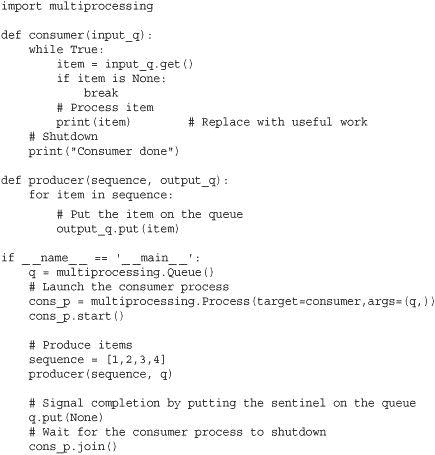 import multiprocessing
def consumer(input_q):
    while True:
        item = input_q.get()
        if item is None:
            break
        # Process item
        print(item)        # Replace with useful work
    # Shutdown
    print("Consumer done")
def producer(sequence, output_q):
    for item in sequence:
        # Put the item on the queue
        output_q.put(item)
if __name__ == '__main__':
    q = multiprocessing.Queue()
    # Launch the consumer process
    cons_p = multiprocessing.Process(target=consumer,args=(q,))
    cons_p.start()
    # Produce items
    sequence = [1,2,3,4]
    producer(sequence, q)
    # Signal completion by putting the sentinel on the queue
    q.put(None)
    # Wait for the consumer process to shutdown
    cons_p.join()